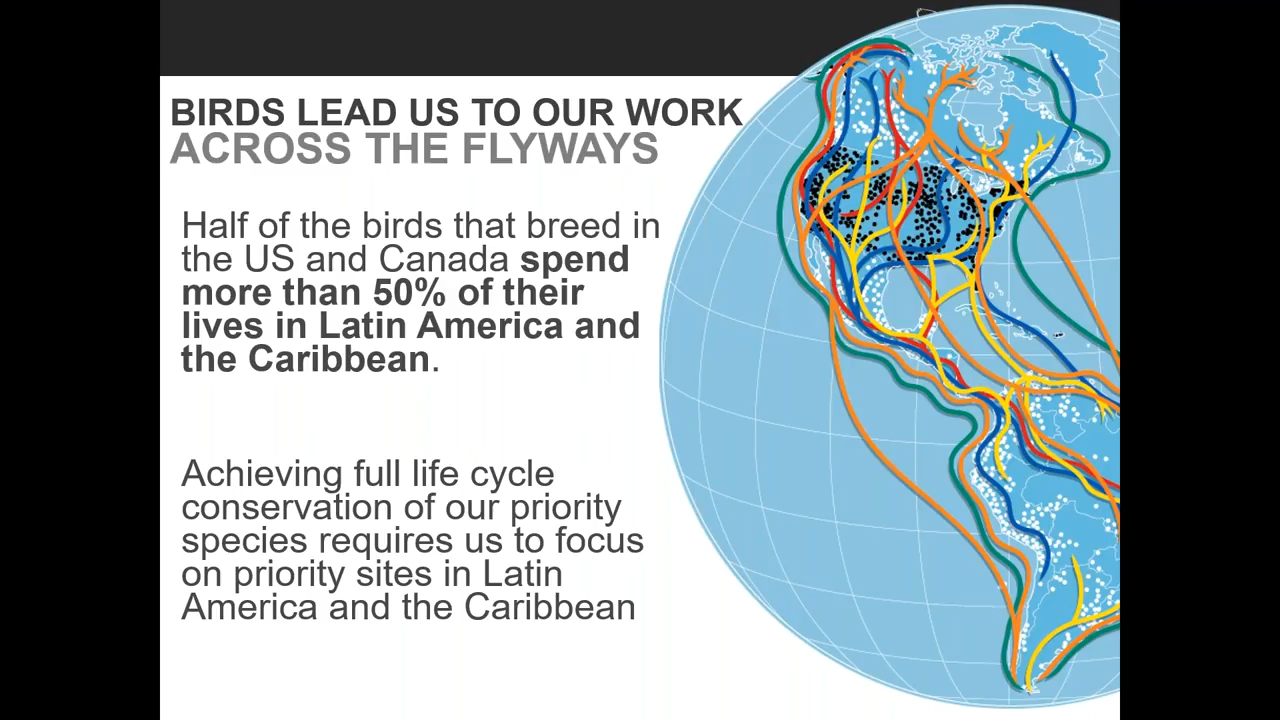 BIRDS LEAD US TO OUR WORK
ACROSS THE FLYWAYS
Half of the birds that breed in
the US and Canada spend
more than 50% of their
lives in Latin America and
the Caribbean.
Achieving full life cycle
conservation of our priority
species requires us to focus
on priority sites in Latin
America and the Caribbean